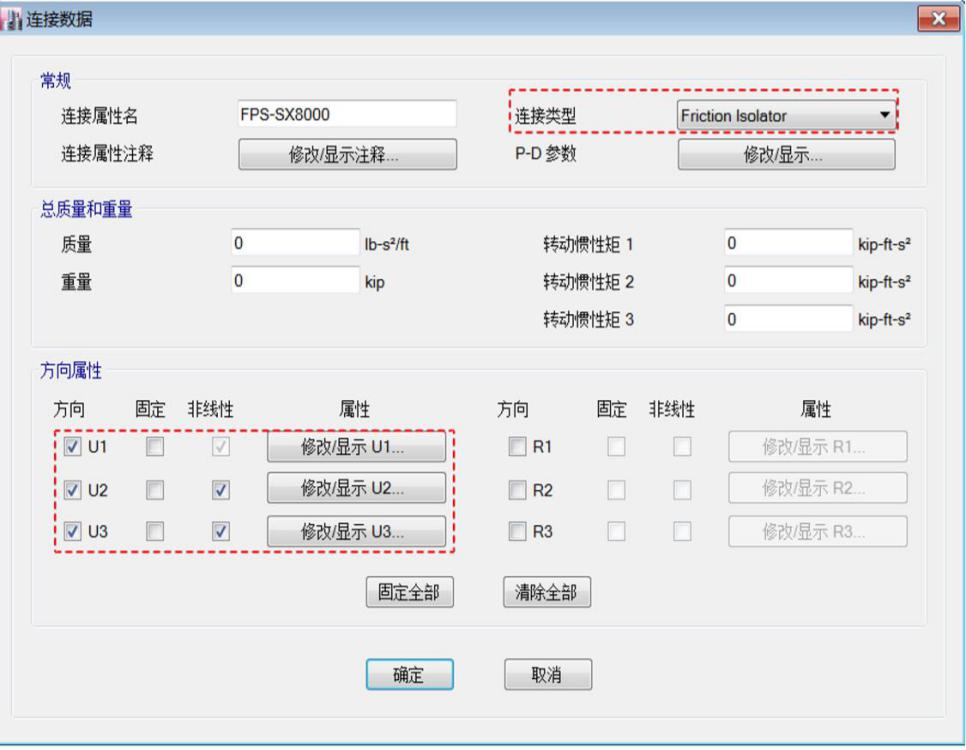 连接数据
常规
连接属性名 FPS-SX8000 连接类型 Friction Isolator
连接属性注释 修改/显示注释... P-D 参数 修改/显示...
总质量和重量
质量 0 lb-s²/ft 转动惯性矩 1 0 kip-ft-s²
重量 0 kip 转动惯性矩 2 0 kip-ft-s²
转动惯性矩 3 0 kip-ft-s²
方向属性
方向 固定 非线性 属性 方向 固定 非线性 属性
U1 修改/显示 U1... R1 修改/显示 R1...
U2 修改/显示 U2... R2 修改/显示 R2...
U3 修改/显示 U3... R3 修改/显示 R3...
固定全部 清除全部
确定 取消